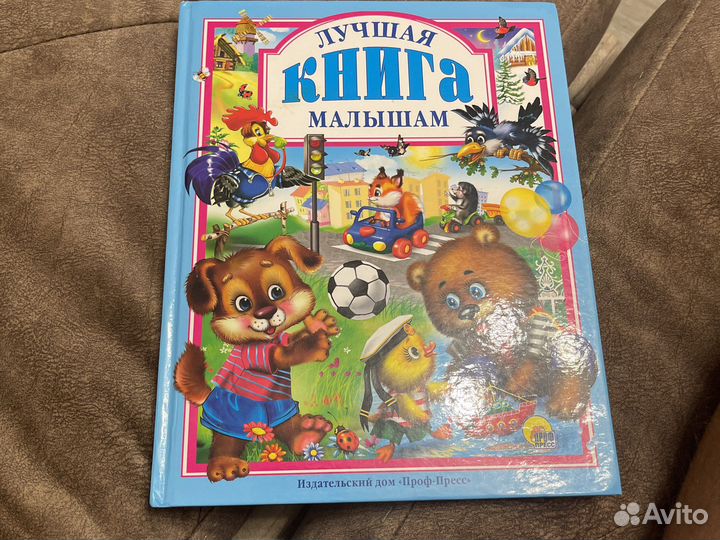 ЛУЧШАЯ
КНИГА
МАЛЫШАМ
Издательский дом «Проф-Пресс»
Avito